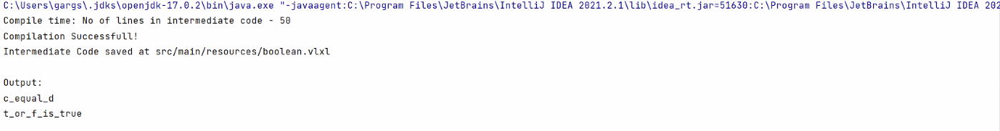 C:\Users\gargs\.jdks\openjdk-17.0.2\bin\java.exe "-javaagent:C:\Program Files\JetBrains\IntelliJ IDEA 2021.2.1\lib\idea_rt.jar=51630:C:\Program Files\JetBrains\IntelliJ IDEA 202
Compile time: No of lines in intermediate code - 50
Compilation Successfull!
Intermediate Code saved at src/main/resources/boolean.vlxl
Output:
c_equal_d
t_or_f_is_true